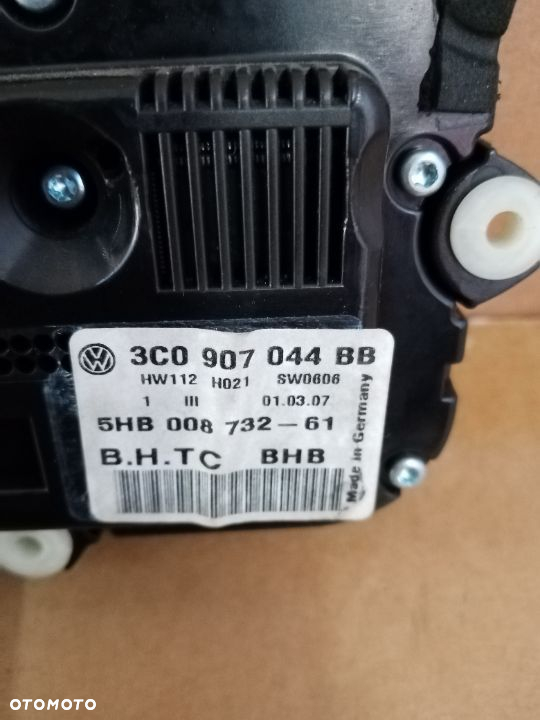 3C0 907 044 BB
HW112 H021 SW0606
1 III 01.03.07
5HB 008 732-61
B.H.TC BHB
Made in Germany
OTOMOTO